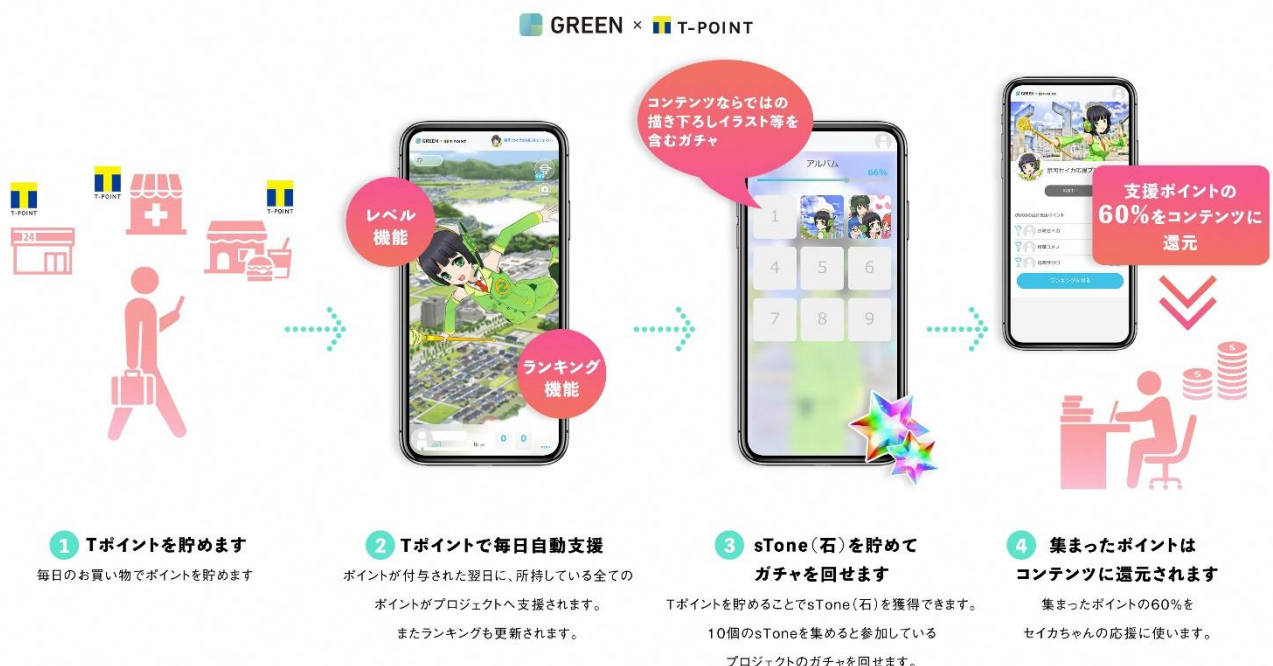 GREEN × T-POINT
T-POINT
T-POINT
T-POINT
24
GREEN × T-POINT
レベル
機能
ランキング
機能
0 0
コンテンツならではの
描き下ろしイラスト等を
含むガチャ
アルバム
66%
1
4 5 6
7 8 9
GREEN × T-POINT
支援ポイントの
60%をコンテンツに
還元
ランキングを見る
S
S
1 Tポイントを貯めます
毎日のお買い物でポイントを貯めます
2 Tポイントで毎日自動支援
ポイントが付与された翌日に、所持している全ての
ポイントがプロジェクトへ支援されます。
またランキングも更新されます。
3 sTone（石）を貯めて
ガチャを回せます
Tポイントを貯めることでsTone（石）を獲得できます。
10個のsToneを集めると参加している
プロジェクトのガチャを回せます。
4 集まったポイントは
コンテンツに還元されます
集まったポイントの60%を
セイカちゃんの応援に使います。